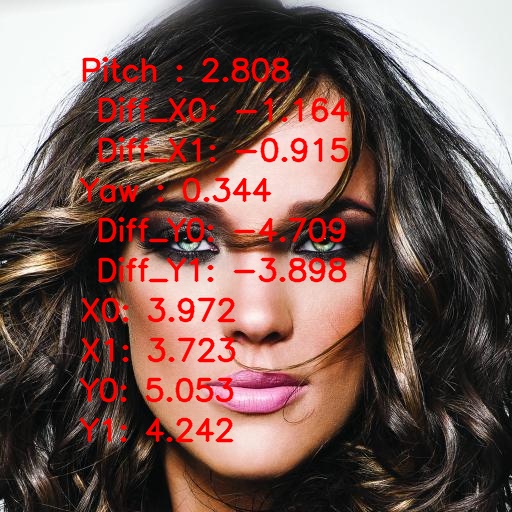 Pitch : 2.808
Diff_X0: -1.164
Diff_X1: -0.915
Yaw : 0.344
Diff_Y0: -4.709
Diff_Y1: -3.898
X0: 3.972
X1: 3.723
Y0: 5.053
Y1: 4.242